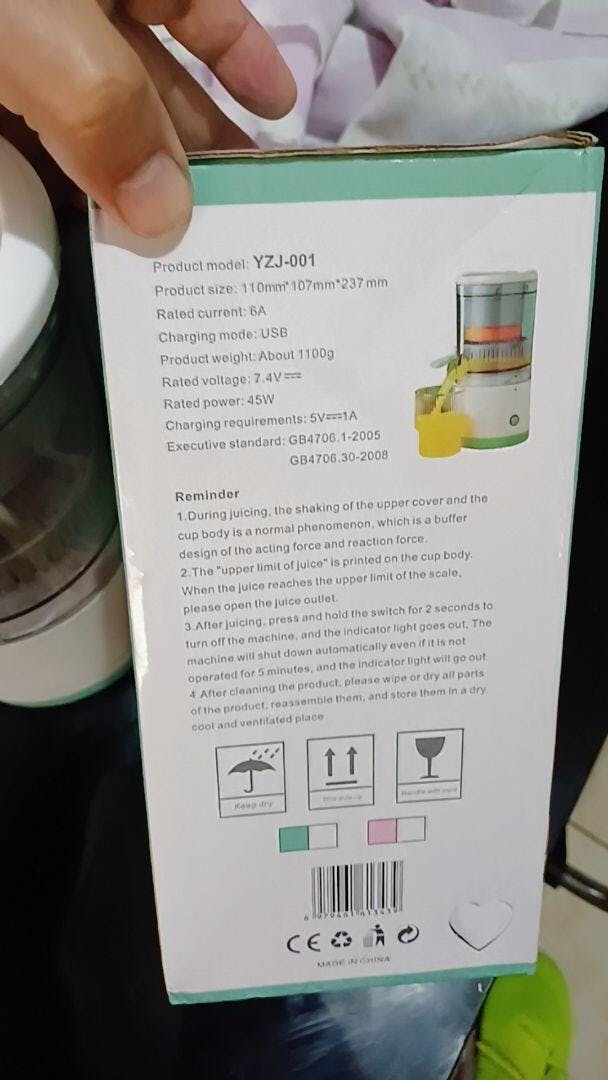 Product model: YZJ-001
Product size: 110mm*107mm*237mm
Rated current: 6A
Charging mode: USB
Product weight: About 1100g
Rated voltage: 7.4V⎓
Rated power: 45W
Charging requirements: 5V⎓1A
Executive standard: GB4706.1-2005
GB4706.30-2008
Reminder
1.During juicing, the shaking of the upper cover and the
cup body is a normal phenomenon, which is a buffer
design of the acting force and reaction force.
2.The "upper limit of juice" is printed on the cup body.
When the juice reaches the upper limit of the scale,
please open the juice outlet.
3.After juicing, press and hold the switch for 2 seconds to
turn off the machine, and the indicator light goes out. The
machine will shut down automatically even if it is not
operated for 5 minutes, and the indicator light will go out.
4.After cleaning the product, please wipe or dry all parts
of the product, reassemble them, and store them in a dry
cool and ventilated place
Keep dry
Handle with care
CE
MADE IN CHINA